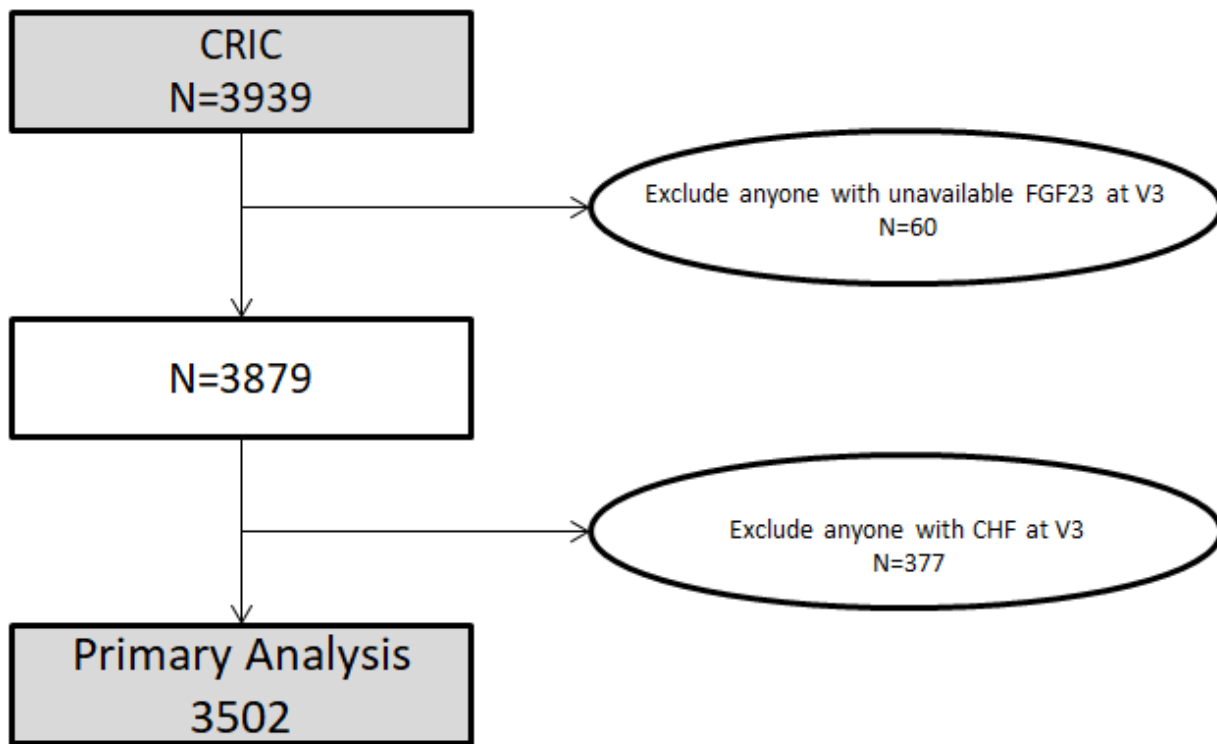 CRIC
N=3939
Exclude anyone with unavailable FGF23 at V3
N=60
N=3879
Exclude anyone with CHF at V3
N=377
Primary Analysis
3502